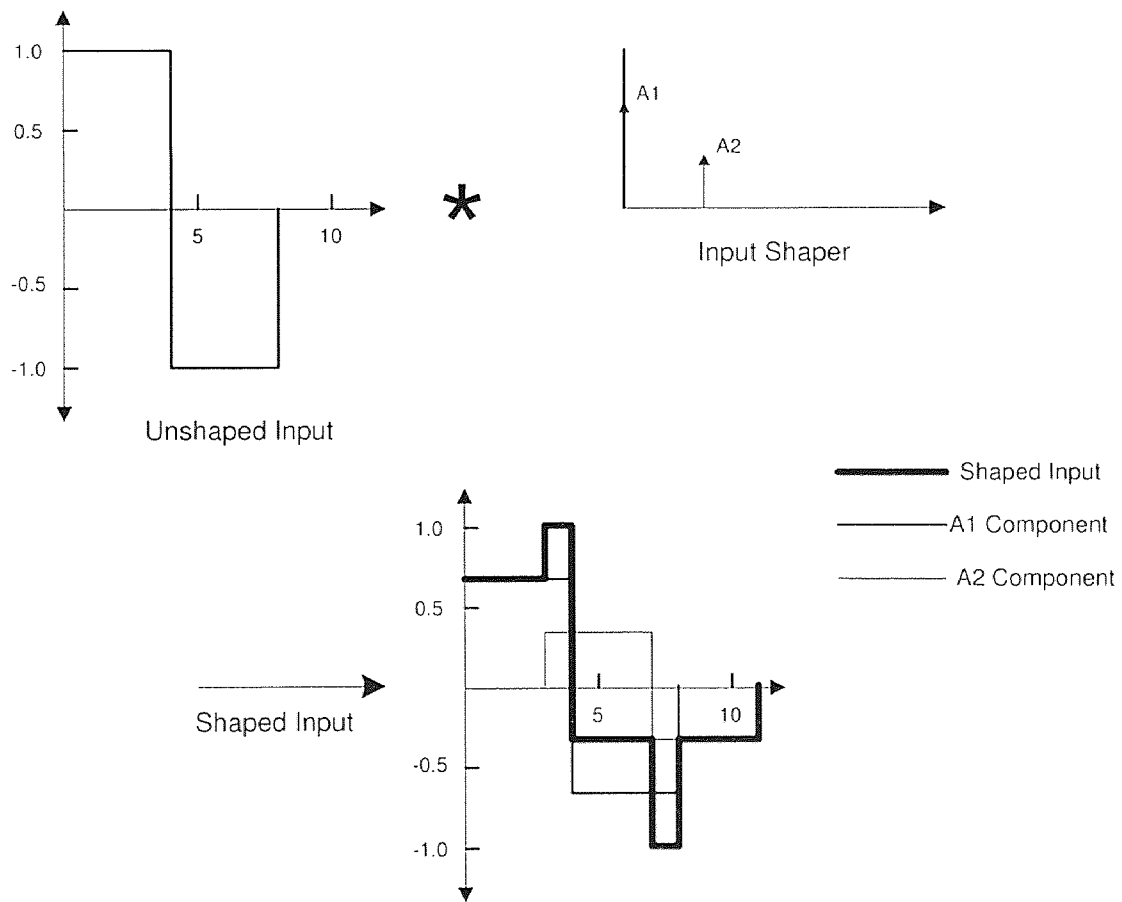 1.0
0.5
5
10
-0.5
-1.0
Unshaped Input
*
A1
A2
Input Shaper
Shaped Input
A1 Component
A2 Component
Shaped Input
1.0
0.5
5
10
-0.5
-1.0